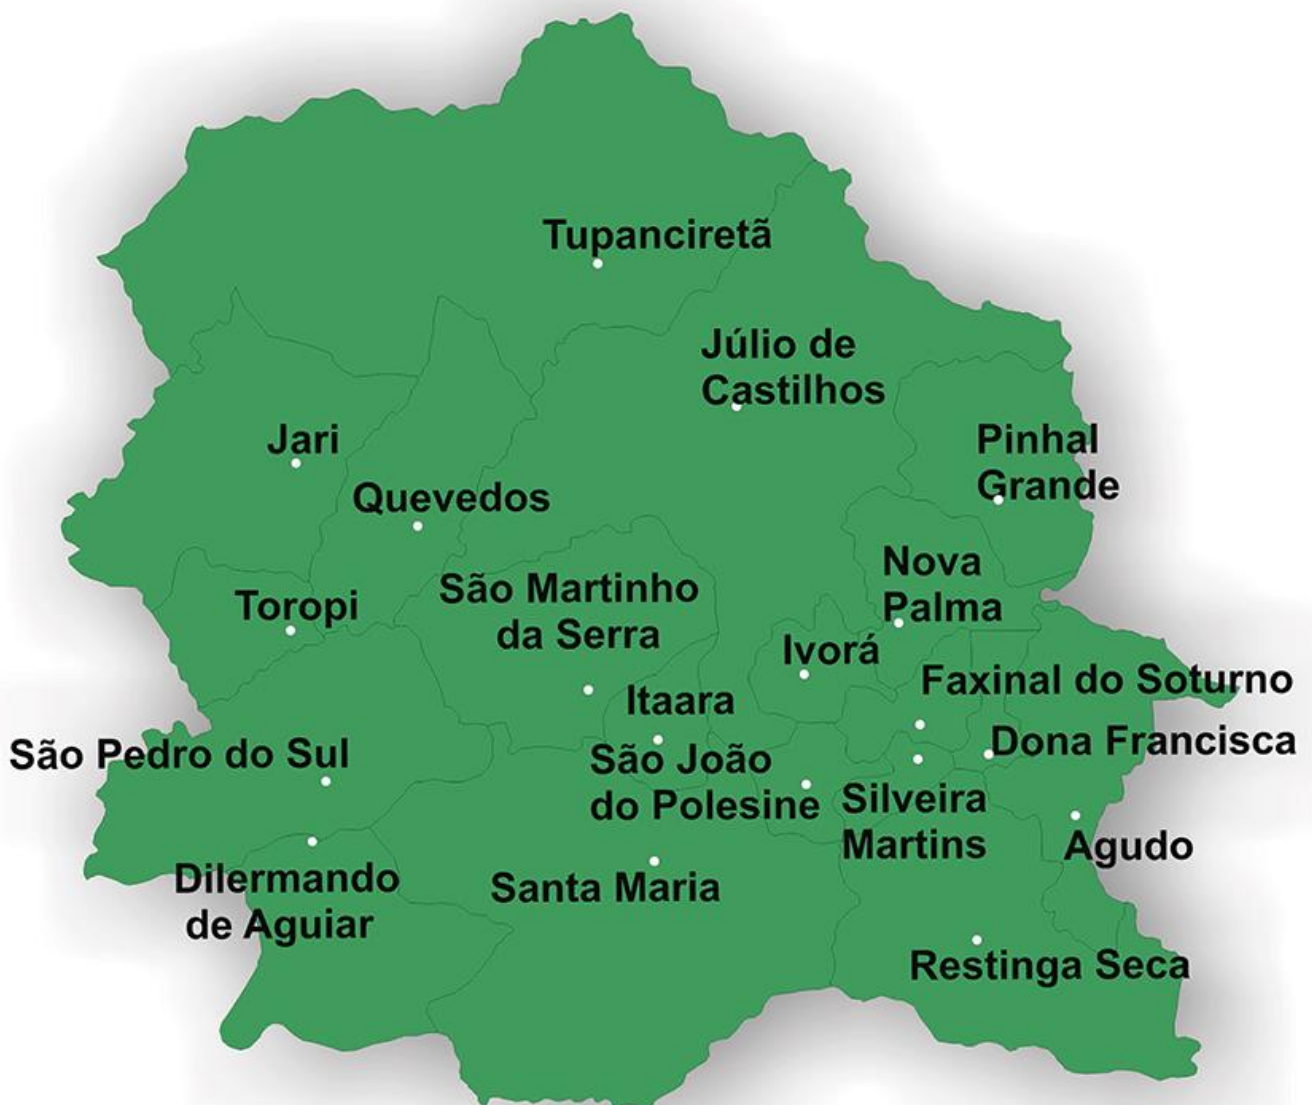 Tupanciretã
Júlio de
Castilhos
Jari
Pinhal
Grande
Quevedos
Nova
Palma
São Martinho
da Serra
Toropi
Ivorá
Faxinal do Soturno
Itaara
Dona Francisca
São Pedro do Sul
São João
do Polesine
Silveira
Martins
Agudo
Dilermando
de Aguiar
Santa Maria
Restinga Seca